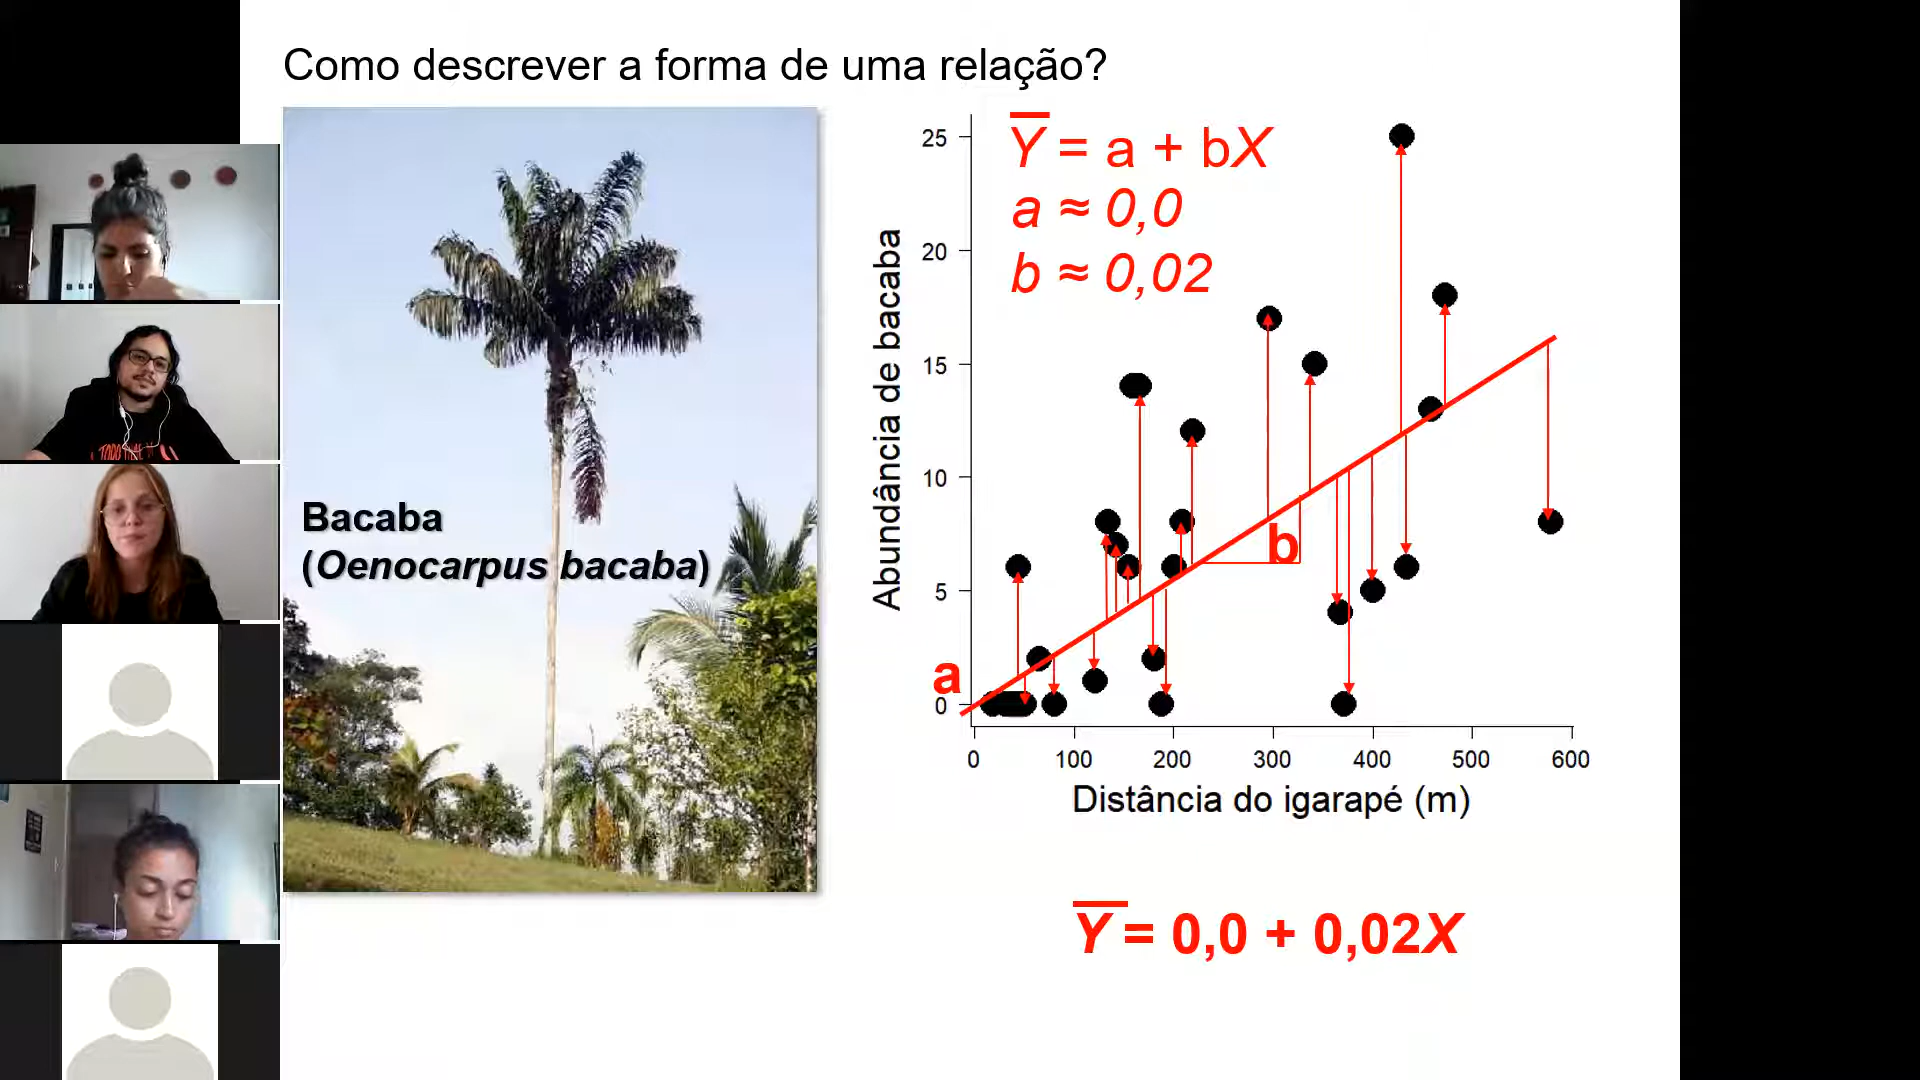 Como descrever a forma de uma relação?
Bacaba
(Oenocarpus bacaba)
Y = a + bX
a ≈ 0,0
b ≈ 0,02
Abundância de bacaba
25
20
15
10
5
0
a
b
0 100 200 300 400 500 600
Distância do igarapé (m)
Y = 0,0 + 0,02X